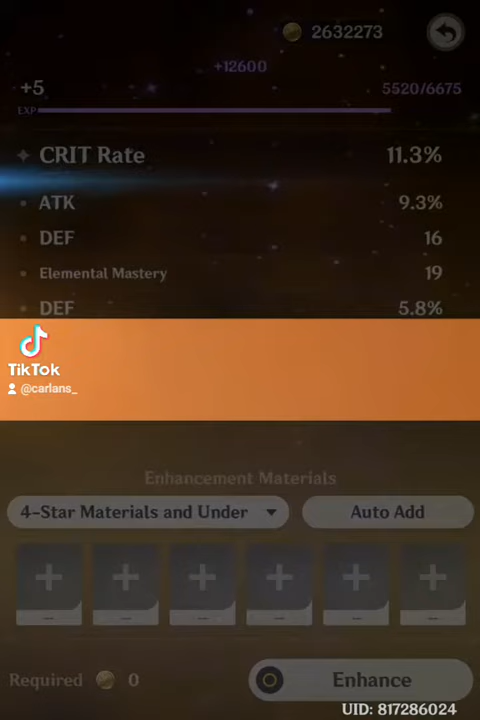 2632273
+12600
+5
5520/6675
EXP
CRIT Rate 11.3%
ATK 9.3%
DEF 16
Elemental Mastery 19
DEF 5.8%
TikTok
@carlans_
Enhancement Materials
4-Star Materials and Under
Auto Add
Required 0
Enhance
UID: 817286024